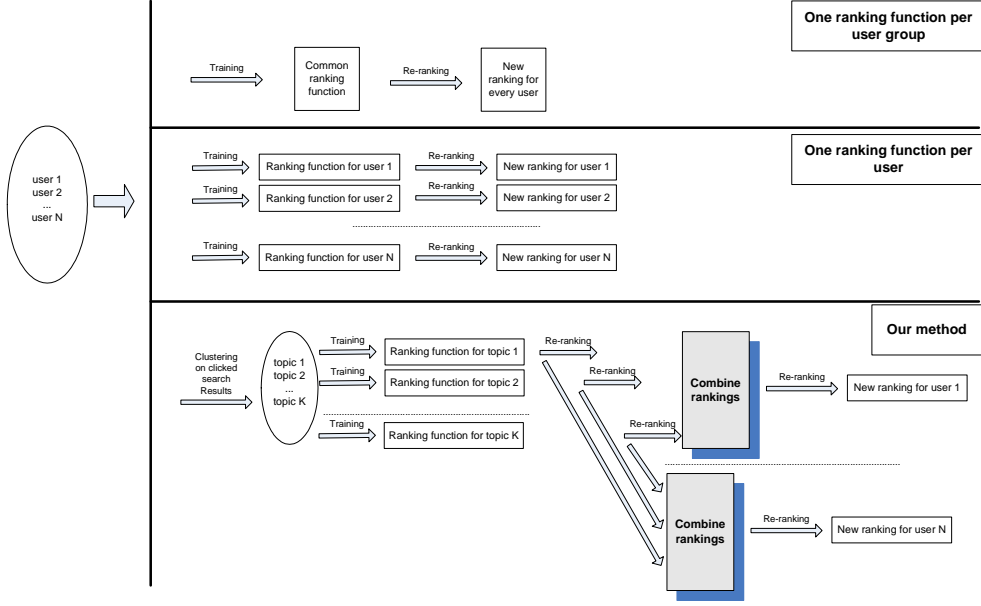 One ranking function per
user group
Training
Common
ranking
function
Re-ranking
New
ranking for
every user
user 1
user 2
...
user N
One ranking function per
user
Training
Ranking function for user 1
Re-ranking
New ranking for user 1
Training
Ranking function for user 2
Re-ranking
New ranking for user 2
Training
Ranking function for user N
Re-ranking
New ranking for user N
Our method
Clustering
on clicked
search
Results
topic 1
topic 2
...
topic K
Training
Ranking function for topic 1
Re-ranking
Training
Ranking function for topic 2
Re-ranking
Training
Ranking function for topic K
Re-ranking
Combine
rankings
Re-ranking
New ranking for user 1
Combine
rankings
Re-ranking
New ranking for user N